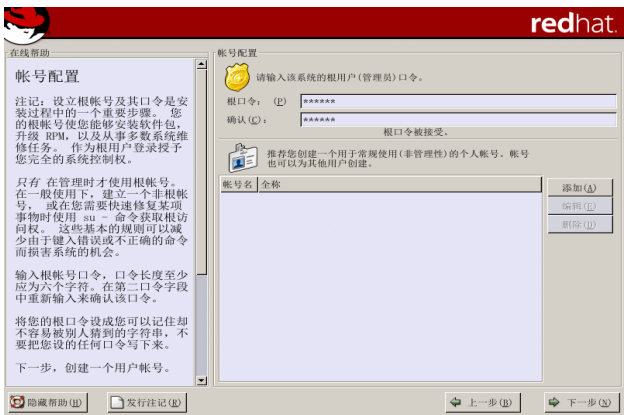 redhat.
在线帮助
帐号配置
注记: 设立根帐号及其口令是安
装过程中的一个重要步骤。 您
的根帐号使您能够安装软件包,
升级 RPM, 以及从事多数系统维
修任务。 作为根用户登录授予
您完全的系统控制权。
只有 在管理时才使用根帐号。
在一般使用下, 建立一个非根帐
号, 或在您需要快速修复某项
事物时使用 su - 命令获取根访
问权。 这些基本的规则可以减
少由于键入错误或不正确的命令
而损害系统的机会。
输入根帐号口令, 口令长度至少
应为六个字符。在第二口令字段
中重新输入来确认该口令。
将您的根口令设成您可以记住却
不容易被别人猜到的字符串, 不
要把您设的任何口令写下来。
下一步, 创建一个用户帐号。
帐号配置
请输入该系统的根用户(管理员)口令。
根口令: (P) ******
确认(C): ******
根口令被接受。
推荐您创建一个用于常规使用(非管理性)的个人帐号、帐号
也可以为其他用户创建。
帐号名 全称
添加(A)
编辑(E)
删除(D)
隐藏帮助(H) 发行注记(R) 上一步(B) 下一步(N)